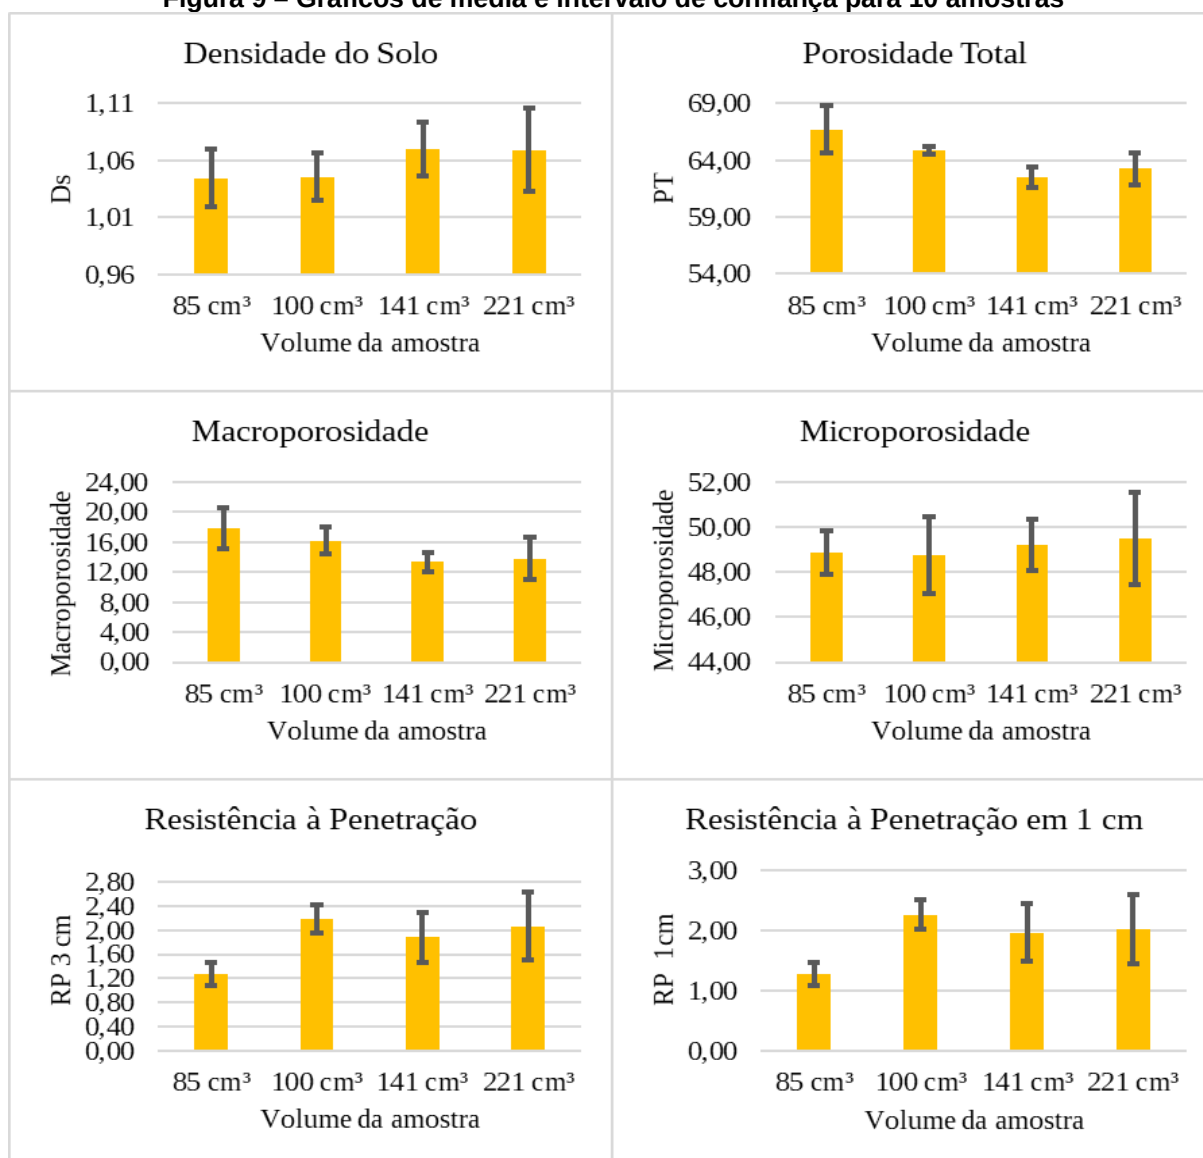 Figura 9 – Gráficos de média e intervalo de confiança para 10 amostras
Densidade do Solo
1,11
1,06
1,01
0,96
Ds
85 cm³ 100 cm³ 141 cm³ 221 cm³
Volume da amostra
Porosidade Total
69,00
64,00
59,00
54,00
PT
85 cm³ 100 cm³ 141 cm³ 221 cm³
Volume da amostra
Macroporosidade
24,00
20,00
16,00
12,00
8,00
4,00
0,00
Macroporosidade
85 cm³ 100 cm³ 141 cm³ 221 cm³
Volume da amostra
Microporosidade
52,00
50,00
48,00
46,00
44,00
Microporosidade
85 cm³ 100 cm³ 141 cm³ 221 cm³
Volume da amostra
Resistência à Penetração
2,80
2,40
2,00
1,60
1,20
0,80
0,40
0,00
RP 3 cm
85 cm³ 100 cm³ 141 cm³ 221 cm³
Volume da amostra
Resistência à Penetração em 1 cm
3,00
2,00
1,00
0,00
RP 1cm
85 cm³ 100 cm³ 141 cm³ 221 cm³
Volume da amostra